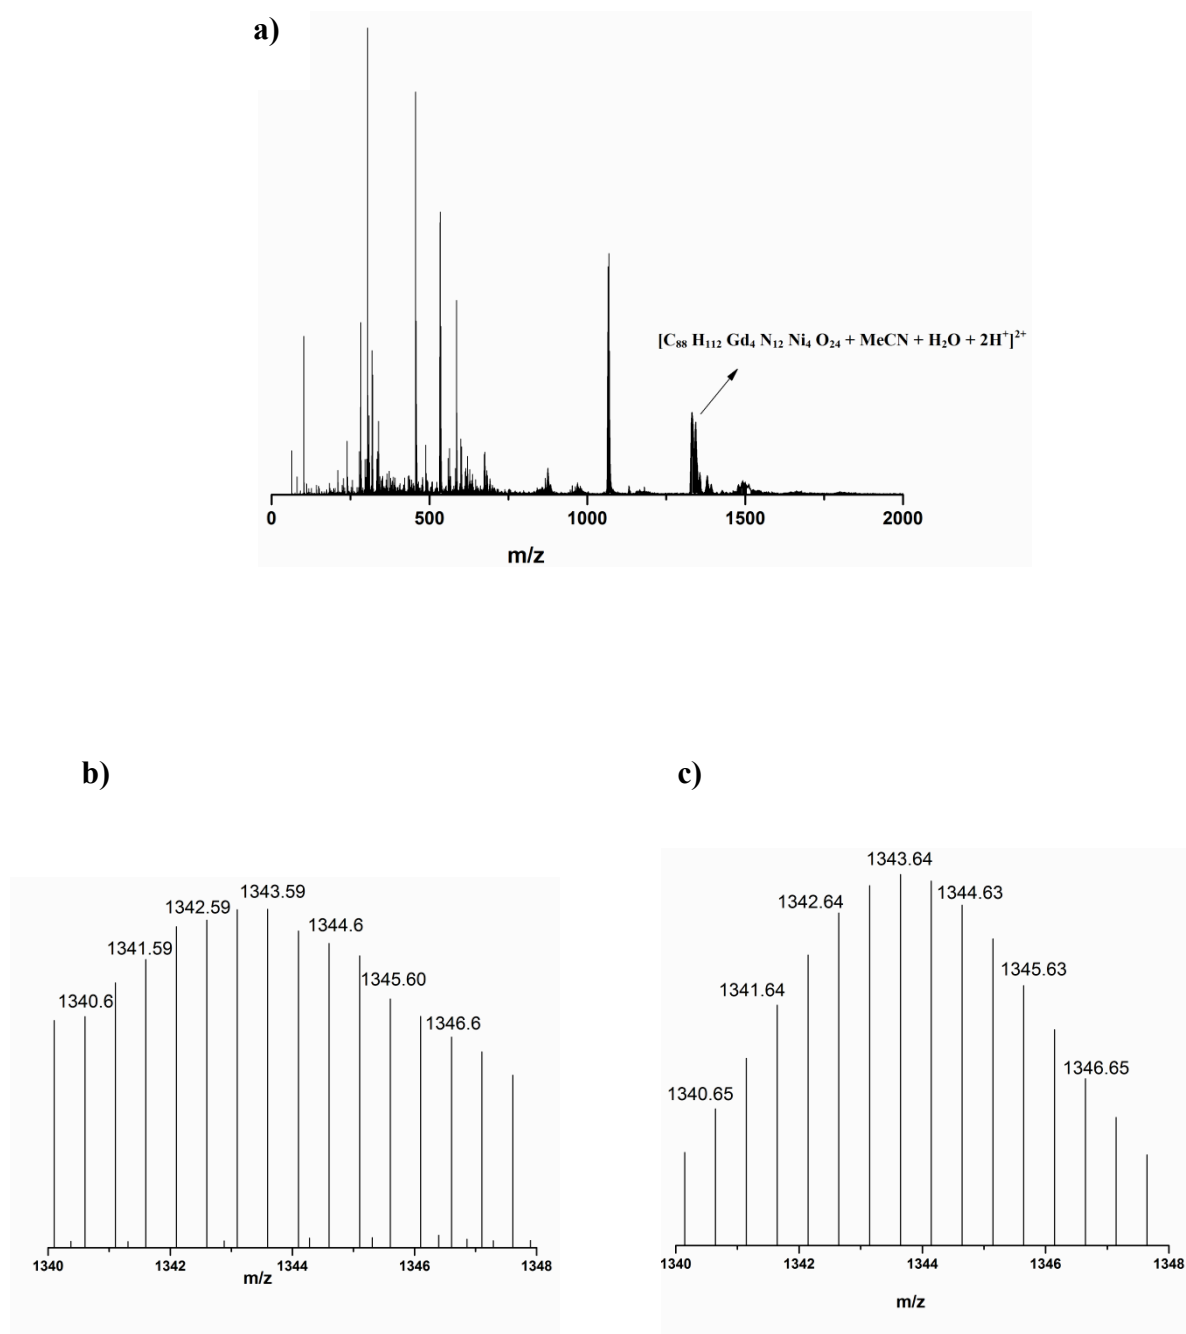 a)
[C₈₈ H₁₁₂ Gd₄ N₁₂ Ni₄ O₂₄ + MeCN + H₂O + 2H⁺]²⁺
0 500 1000 1500 2000
m/z
b)
c)
1343.59
1342.59
1344.6
1341.59
1345.60
1340.6
1346.6
1340 1342 1344 1346 1348
m/z
1343.64
1342.64
1344.63
1345.63
1341.64
1346.65
1340.65
1340 1342 1344 1346 1348
m/z